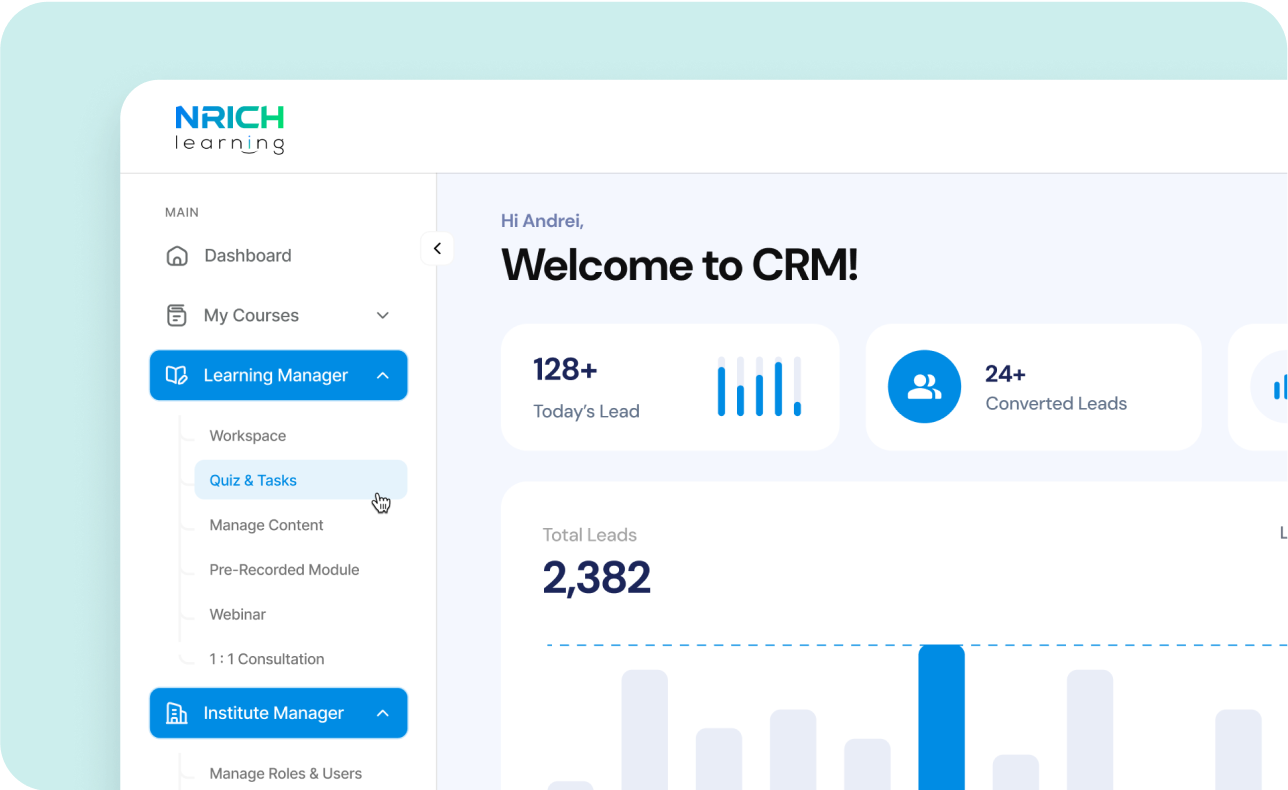 NRICH
learning
MAIN
Dashboard
My Courses
Learning Manager
Workspace
Quiz & Tasks
Manage Content
Pre-Recorded Module
Webinar
1 : 1 Consultation
Institute Manager
Manage Roles & Users
Hi Andrei,
Welcome to CRM!
128+
Today's Lead
24+
Converted Leads
Total Leads
2,382